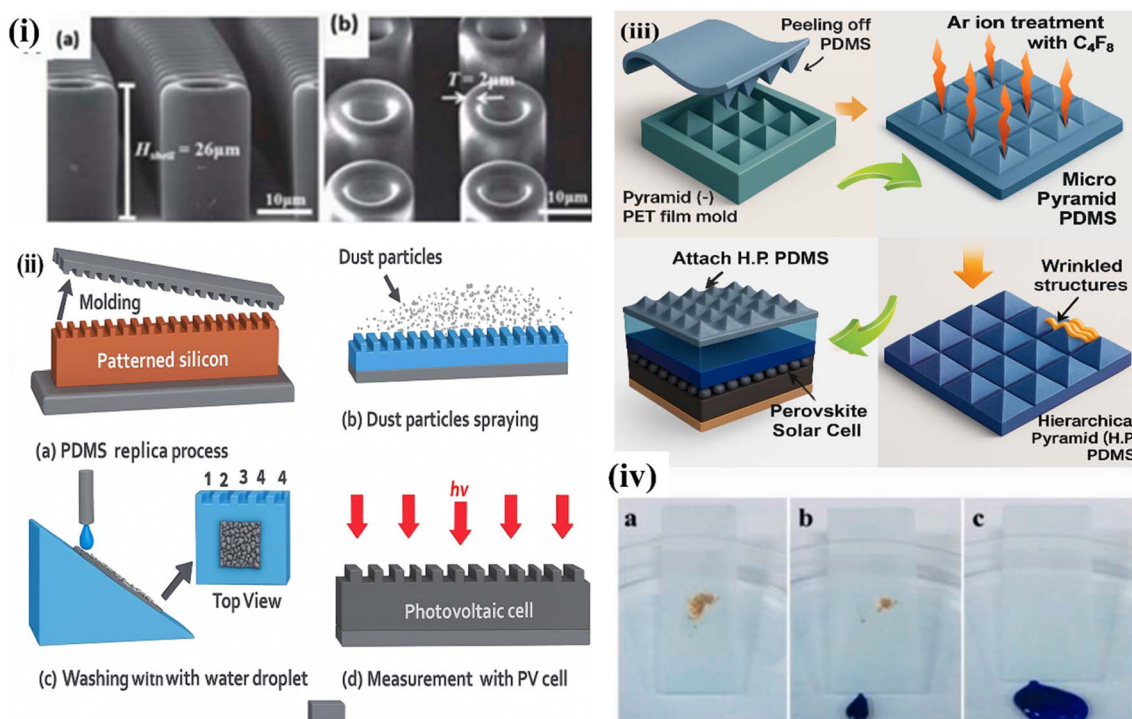 (i)
(a)
H_shell = 26μm
10μm
(b)
T = 2μm
10μm
(ii)
Molding
Patterned silicon
(a) PDMS replica process
Dust particles
(b) Dust particles spraying
1 2 3 4 4
Top View
(c) Washing witn with water droplet
hv
Photovoltaic cell
(d) Measurement with PV cell
(iii)
Peeling off
PDMS
Pyramid (-)
PET film mold
Ar ion treatment
with C₄F₈
Micro
Pyramid
PDMS
Attach H.P. PDMS
Perovskite
Solar Cell
Wrinkled
structures
Hierarchica
Pyramid (H.P
PDMS
(iv)
a
b
c